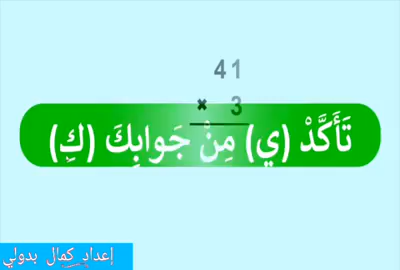 41
× 3
تَأَكَّدْ (ي) مِنْ جَوابِكَ (كِ)
إعداد كمال بدولي